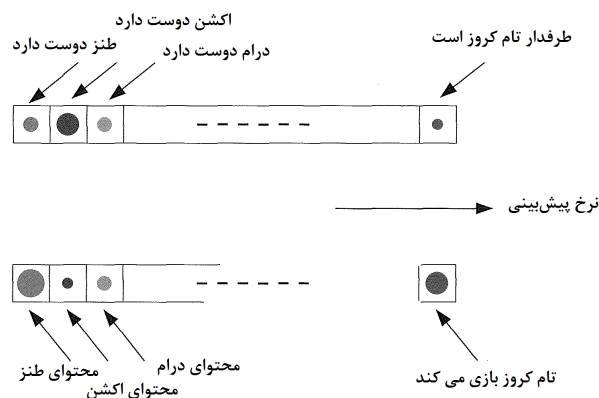 اکشن دوست دارد
طنز دوست دارد
درام دوست دارد
طرفدار تام کروز است
نرخ پیش‌بینی
محتوای طنز
محتوای اکشن
محتوای درام
تام کروز بازی می کند